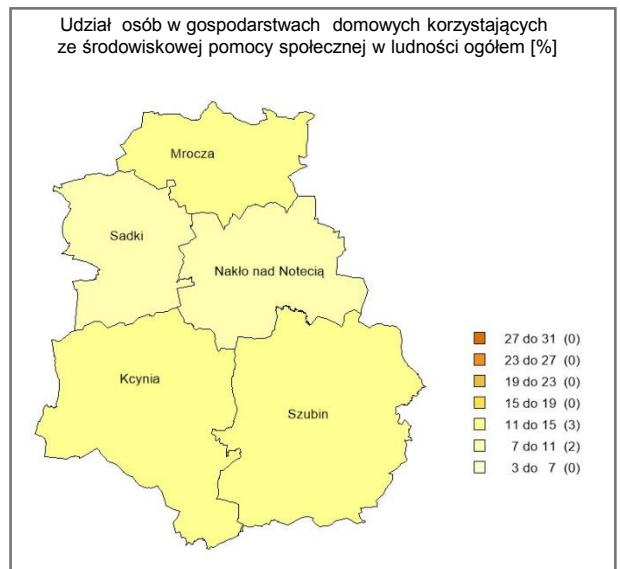 Udział osób w gospodarstwach domowych korzystających
ze środowiskowej pomocy społecznej w ludności ogółem [%]
Mrocza
Sadki
Nakło nad Notecią
Kcynia
Szubin
27 do 31 (0)
23 do 27 (0)
19 do 23 (0)
15 do 19 (0)
11 do 15 (3)
7 do 11 (2)
3 do 7 (0)